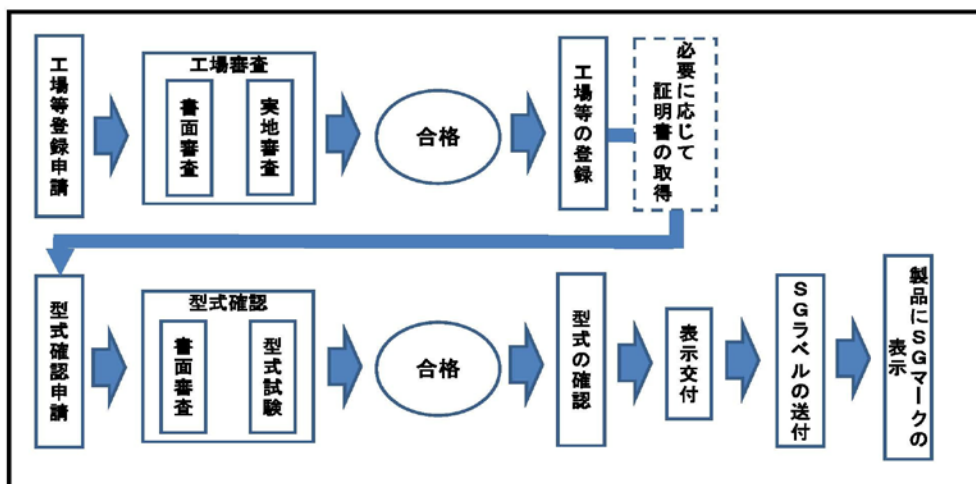 工場等登録申請
工場審査
書面審査
実地審査
合格
工場等の登録
必要に応じて
証明書の取得
型式確認申請
型式確認
書面審査
型式試験
合格
型式の確認
表示交付
SGラベルの送付
製品にSGマークの
表示